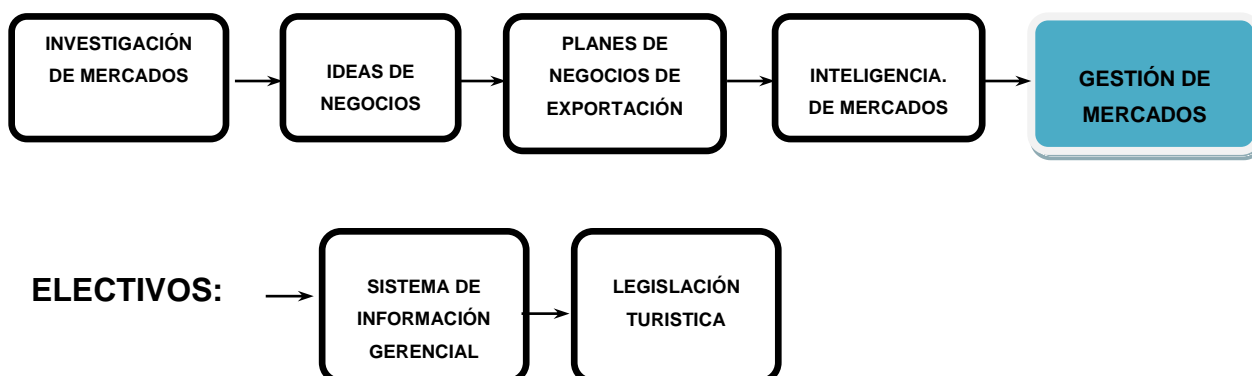 INVESTIGACIÓN
DE MERCADOS
IDEAS DE
NEGOCIOS
PLANES DE
NEGOCIOS DE
EXPORTACIÓN
INTELIGENCIA.
DE MERCADOS
GESTIÓN DE
MERCADOS
ELECTIVOS:
SISTEMA DE
INFORMACIÓN
GERENCIAL
LEGISLACIÓN
TURISTICA